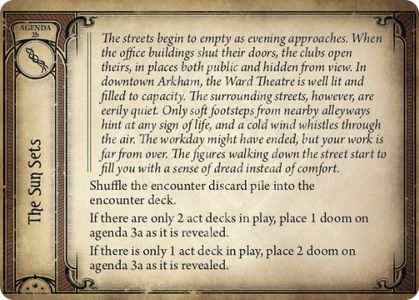 AGENDA
2b
The Sun Sets
The streets begin to empty as evening approaches. When
the office buildings shut their doors, the clubs open
theirs, in places both public and hidden from view. In
downtown Arkham, the Ward Theatre is well lit and
filled to capacity. The surrounding streets, however, are
eerily quiet. Only soft footsteps from nearby alleyways
hint at any sign of life, and a cold wind whistles through
the air. The workday might have ended, but your work is
far from over. The figures walking down the street start to
fill you with a sense of dread instead of comfort.
Shuffle the encounter discard pile into the
encounter deck.
If there are only 2 act decks in play, place 1 doom on
agenda 3a as it is revealed.
If there is only 1 act deck in play, place 2 doom on
agenda 3a as it is revealed.